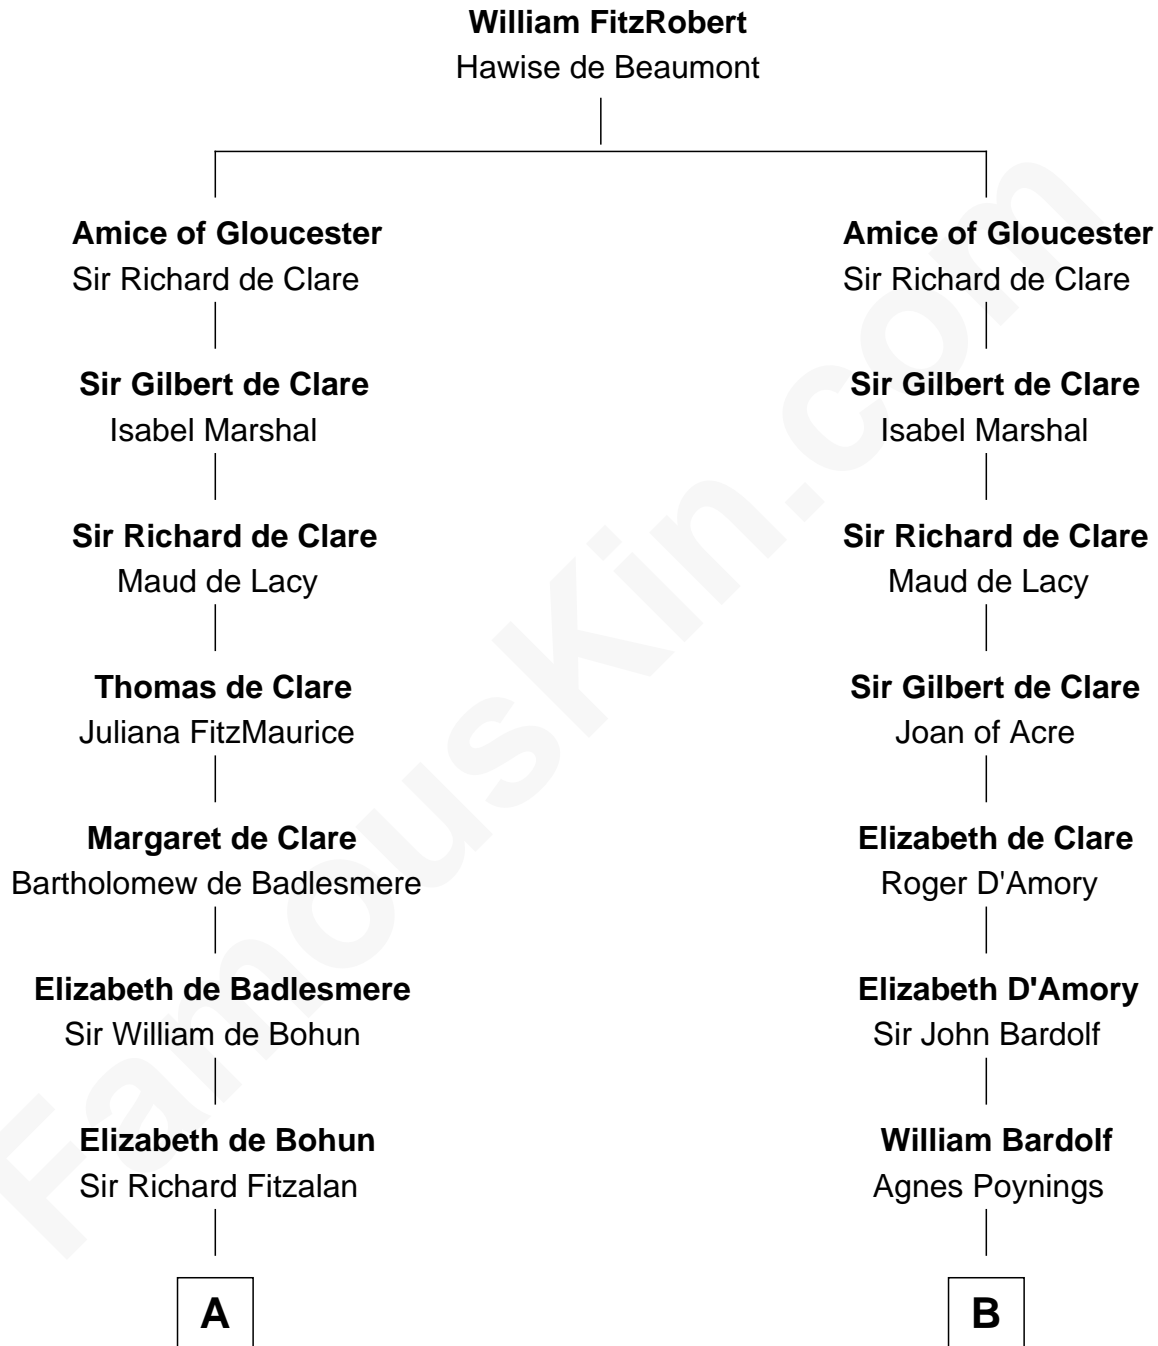 William FitzRobert
Hawise de Beaumont
Amice of Gloucester
Sir Richard de Clare
Amice of Gloucester
Sir Richard de Clare
Sir Gilbert de Clare
Isabel Marshal
Sir Gilbert de Clare
Isabel Marshal
Sir Richard de Clare
Maud de Lacy
Sir Richard de Clare
Maud de Lacy
Thomas de Clare
Juliana FitzMaurice
Sir Gilbert de Clare
Joan of Acre
Margaret de Clare
Bartholomew de Badlesmere
Elizabeth de Clare
Roger D'Amory
Elizabeth de Badlesmere
Sir William de Bohun
Elizabeth D'Amory
Sir John Bardolf
Elizabeth de Bohun
Sir Richard Fitzalan
William Bardolf
Agnes Poynings
A
B
FamousKin.com